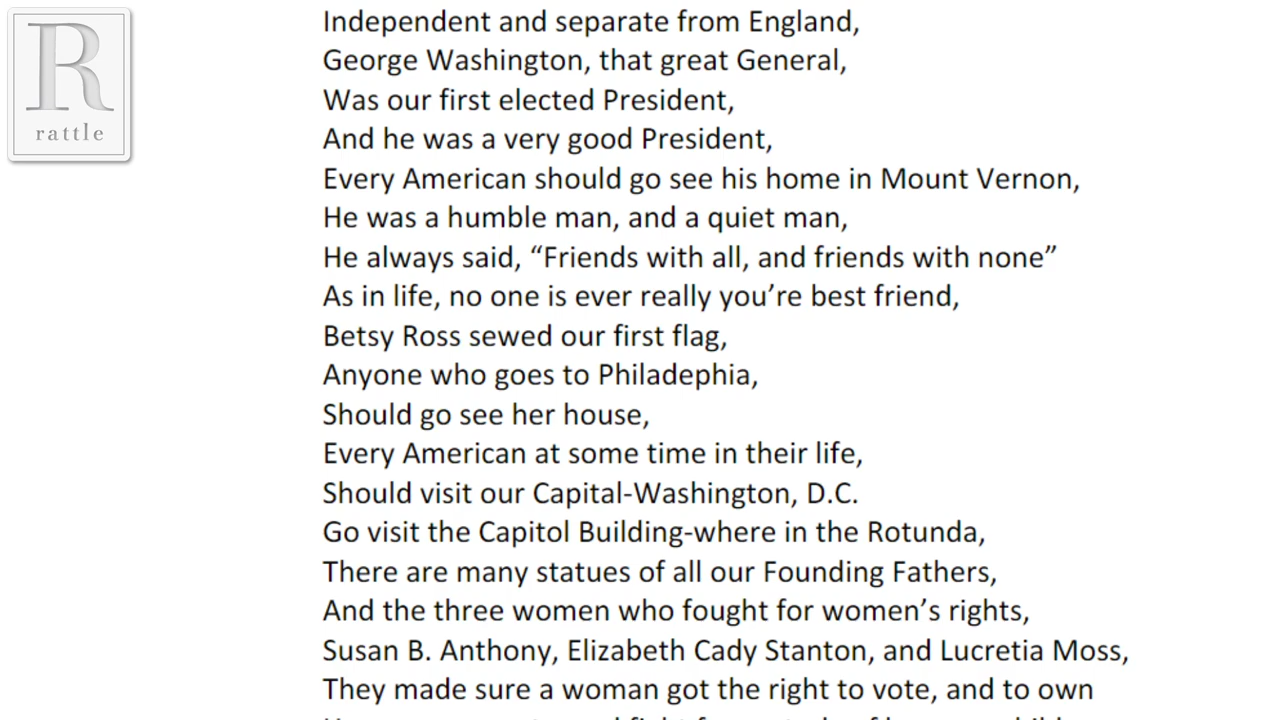 R
rattle
Independent and separate from England,
George Washington, that great General,
Was our first elected President,
And he was a very good President,
Every American should go see his home in Mount Vernon,
He was a humble man, and a quiet man,
He always said, “Friends with all, and friends with none”
As in life, no one is ever really you’re best friend,
Betsy Ross sewed our first flag,
Anyone who goes to Philadephia,
Should go see her house,
Every American at some time in their life,
Should visit our Capital-Washington, D.C.
Go visit the Capitol Building-where in the Rotunda,
There are many statues of all our Founding Fathers,
And the three women who fought for women’s rights,
Susan B. Anthony, Elizabeth Cady Stanton, and Lucretia Moss,
They made sure a woman got the right to vote, and to own